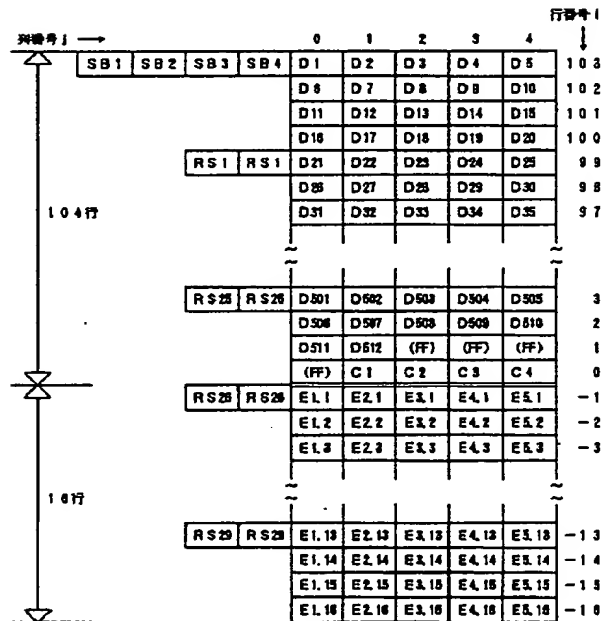 行番号 i
列番号 j → 0 1 2 3 4
SB1 SB2 SB3 SB4 D1 D2 D3 D4 D5 103
D6 D7 D8 D9 D10 102
D11 D12 D13 D14 D15 101
D16 D17 D18 D19 D20 100
RS1 RS1 D21 D22 D23 D24 D25 99
D26 D27 D28 D29 D30 98
104行 D31 D32 D33 D34 D35 97
RS25 RS25 D501 D502 D503 D504 D505 3
D506 D507 D508 D509 D510 2
D511 D512 (FF) (FF) (FF) 1
(FF) C1 C2 C3 C4 0
RS26 RS26 E1,1 E2,1 E3,1 E4,1 E5,1 -1
E1,2 E2,2 E3,2 E4,2 E5,2 -2
E1,3 E2,3 E3,3 E4,3 E5,3 -3
16行
RS29 RS29 E1,13 E2,13 E3,13 E4,13 E5,13 -13
E1,14 E2,14 E3,14 E4,14 E5,14 -14
E1,15 E2,15 E3,15 E4,15 E5,15 -15
E1,16 E2,16 E3,16 E4,16 E5,16 -16